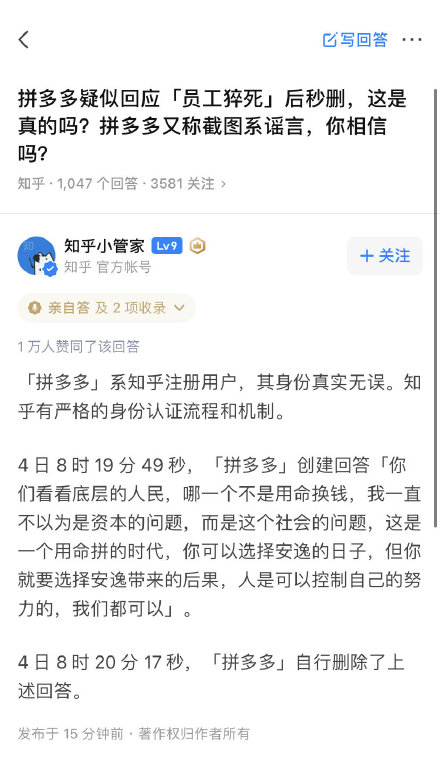 写回答 ···
拼多多疑似回应「员工猝死」后秒删，这是
真的吗？拼多多又称截图系谣言，你相信
吗？
知乎 · 1,047 个回答 · 3581 关注 >
知乎小管家 Lv9
知乎 官方帐号
+ 关注
亲自答 及 2 项收录
1 万人赞同了该回答
「拼多多」系知乎注册用户，其身份真实无误。知
乎有严格的身份认证流程和机制。
4 日 8 时 19 分 49 秒，「拼多多」创建回答「你
们看看底层的人民，哪一个不是用命换钱，我一直
不以为是资本的问题，而是这个社会的问题，这是
一个用命拼的时代，你可以选择安逸的日子，但你
就要选择安逸带来的后果，人是可以控制自己的努
力的，我们都可以」。
4 日 8 时 20 分 17 秒，「拼多多」自行删除了上
述回答。
发布于 15 分钟前 · 著作权归作者所有